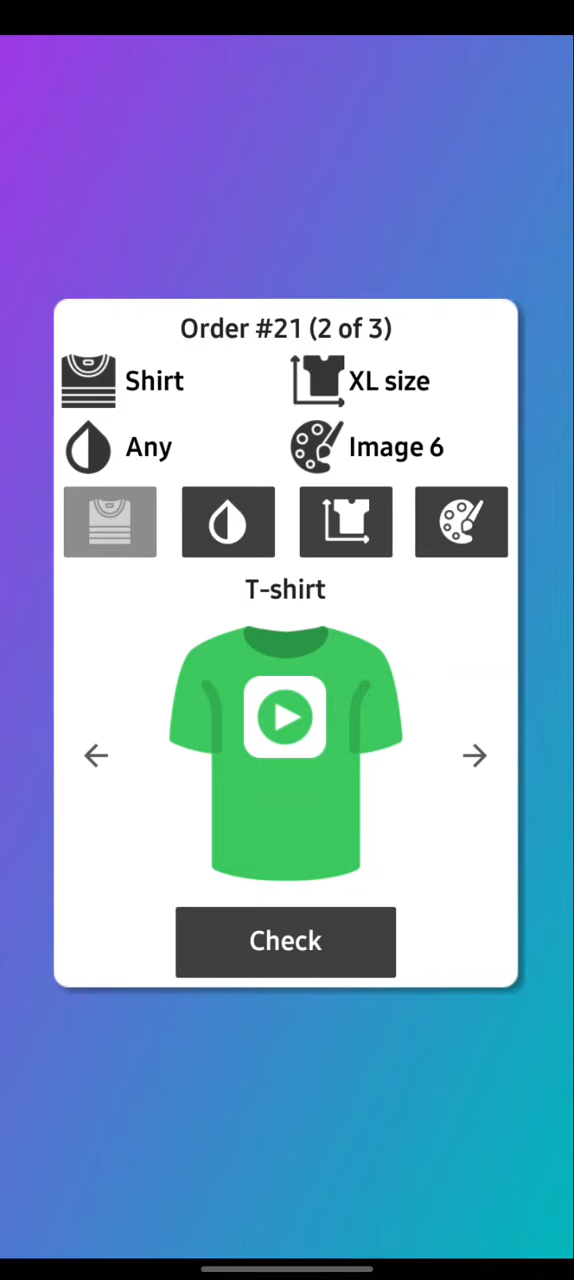 Order #21 (2 of 3)
Shirt
XL size
Any
Image 6
T-shirt
Check